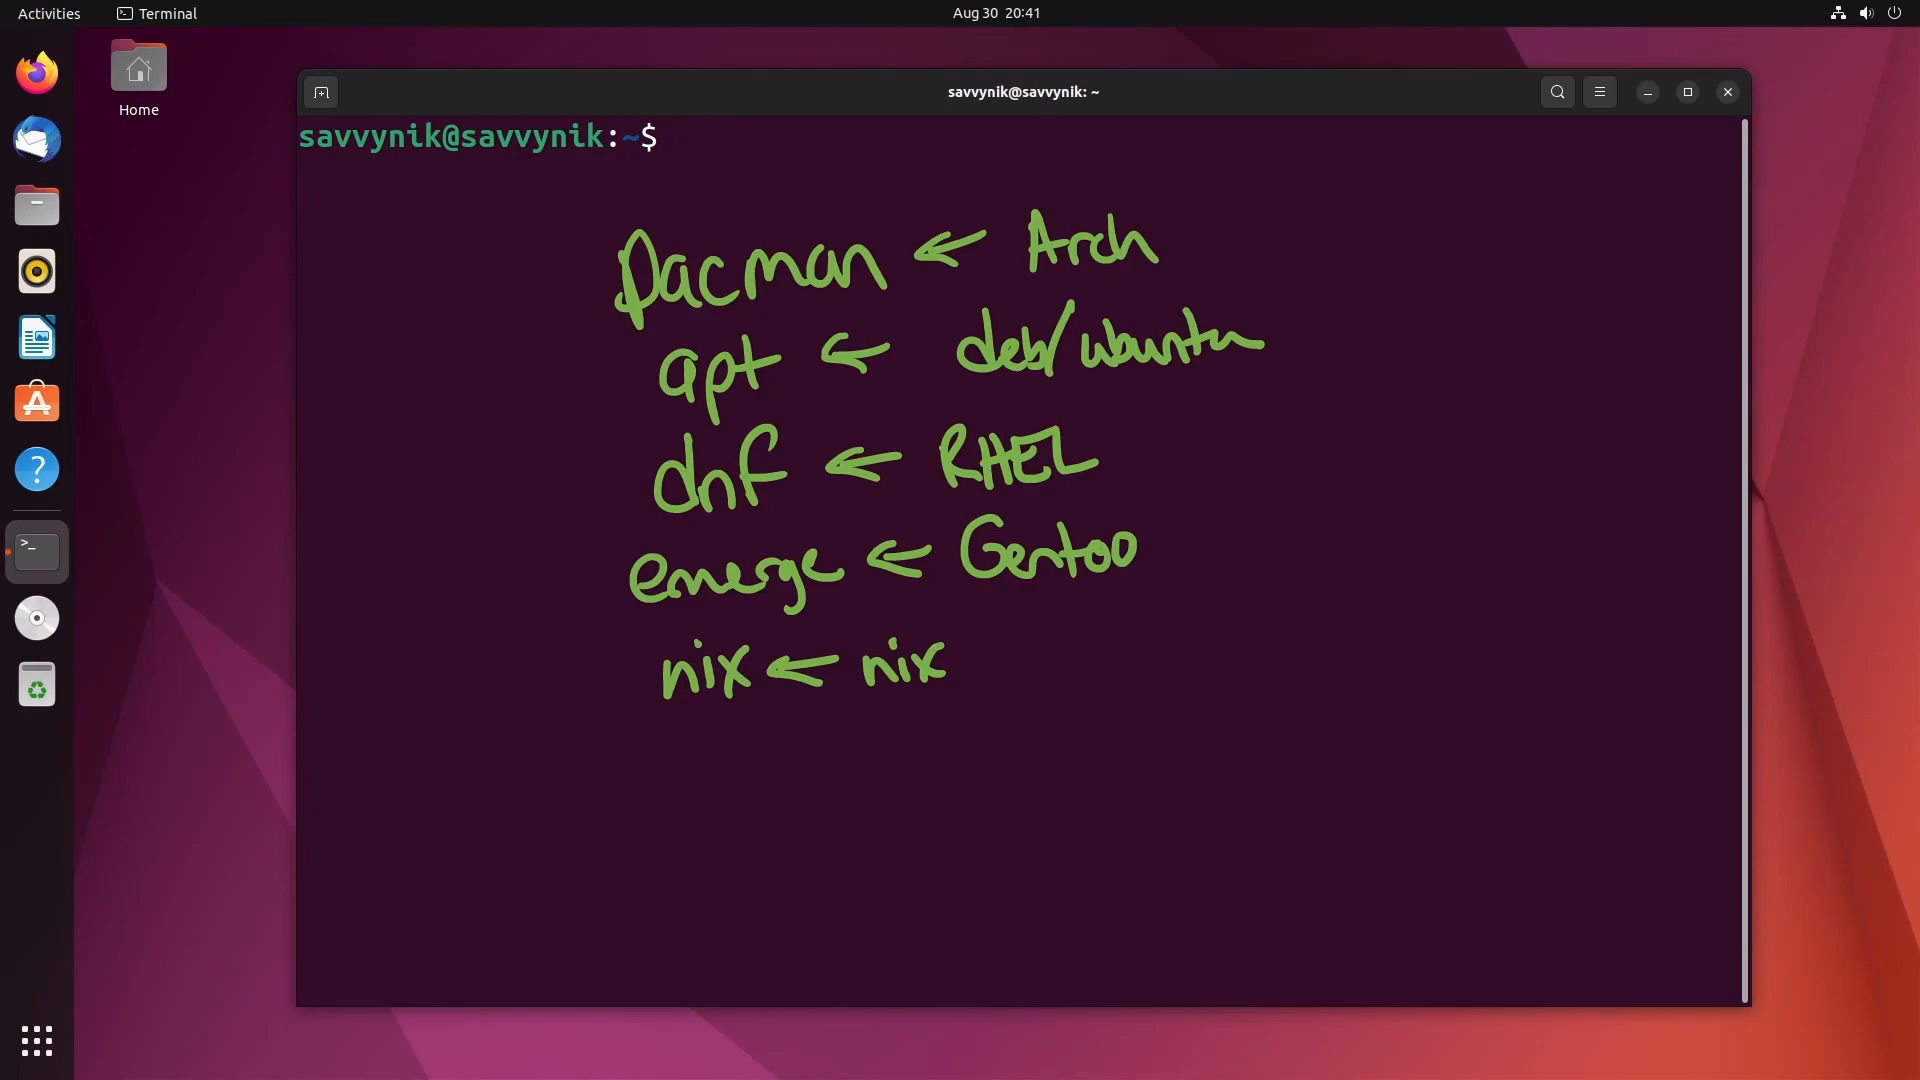 Activities Terminal Aug 30 20:41
Home
savvynik@savvynik: ~
savvynik@savvynik:~$
Pacman ← Arch
apt ← deb/ubuntu
dnf ← RHEL
emerge ← Gentoo
nix ← nix